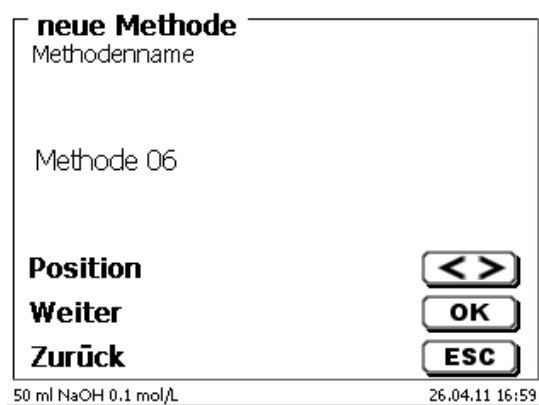 neue Methode
Methodenname
Methode 06
Position < >
Weiter OK
Zurück ESC
50 ml NaOH 0.1 mol/L 26.04.11 16:59